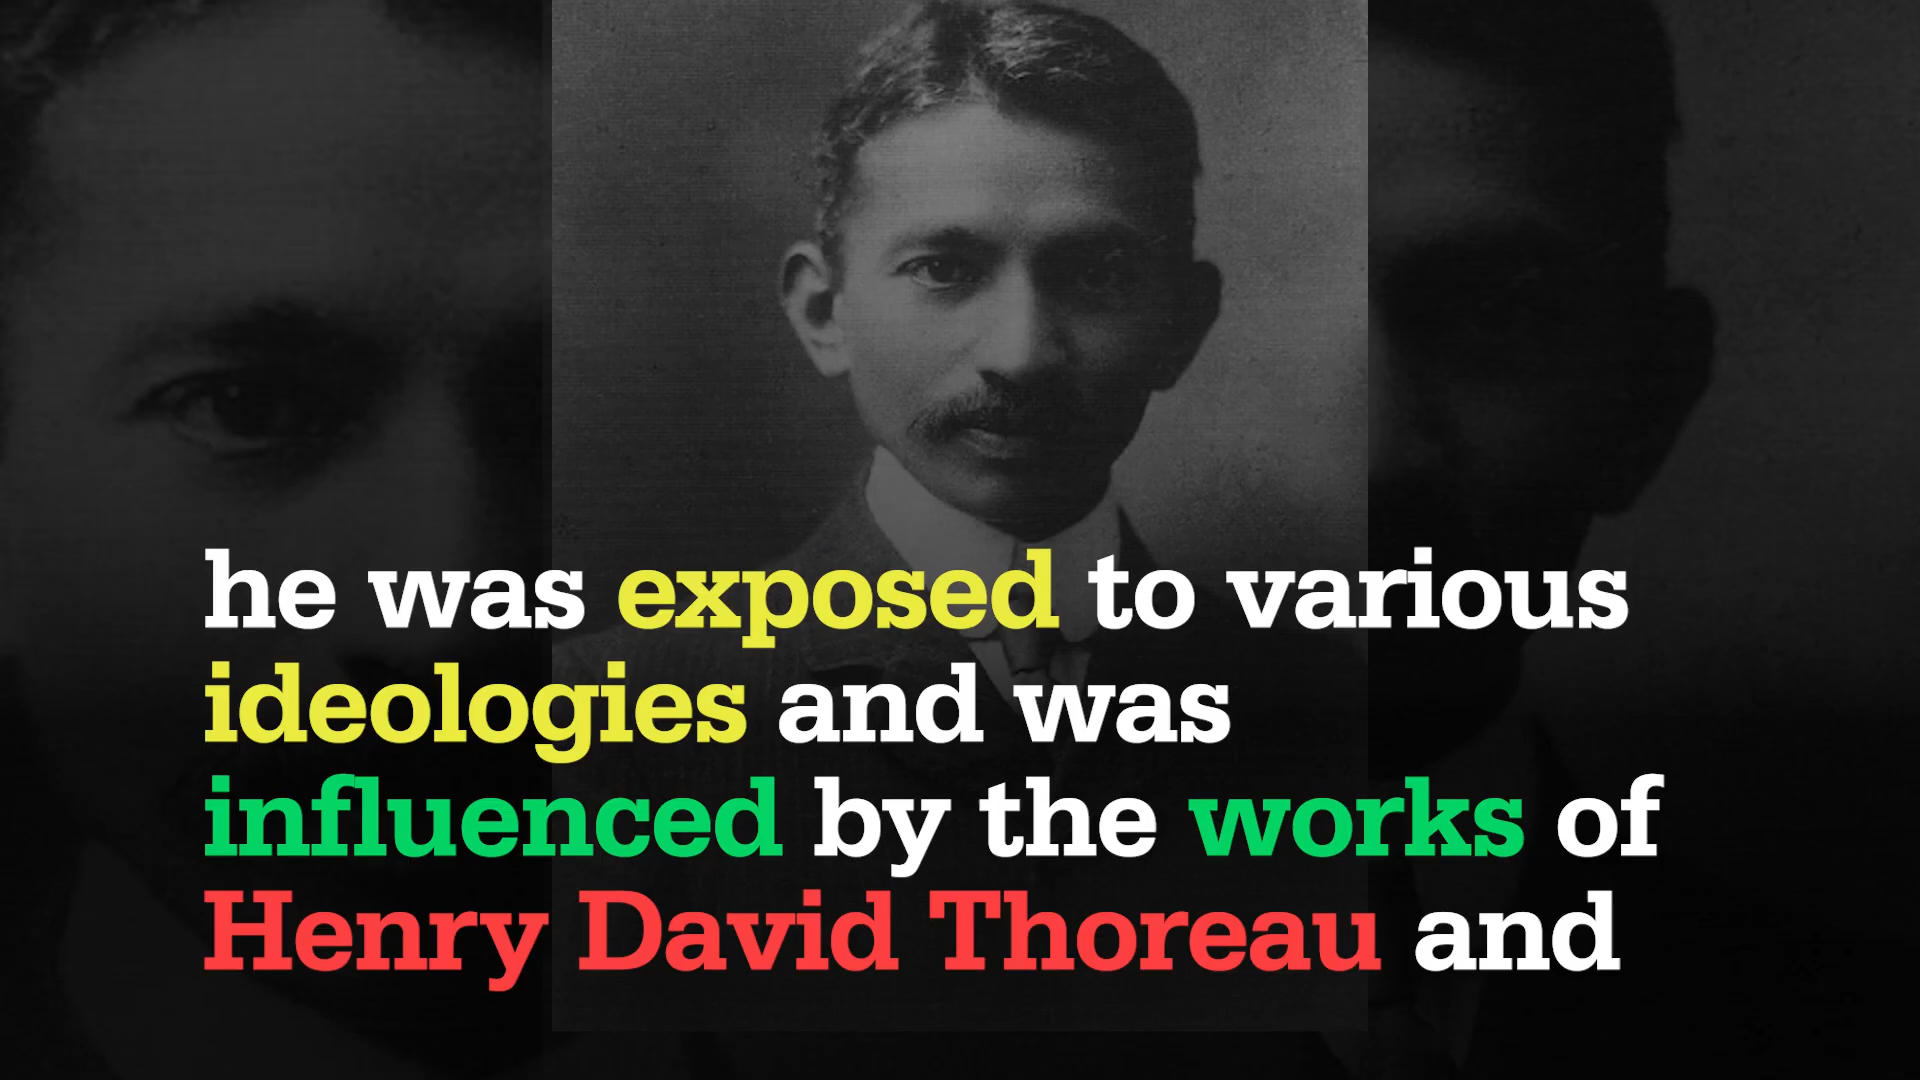 he was exposed to various
ideologies and was
influenced by the works of
Henry David Thoreau and